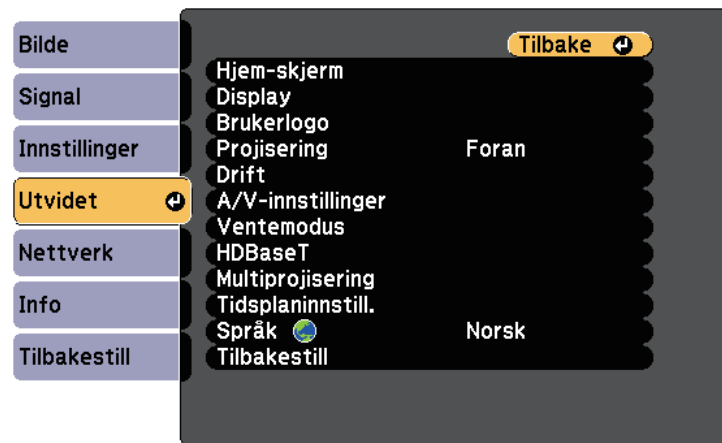 Bilde
Signal
Innstillinger
Utvidet
Nettverk
Info
Tilbakestill
Tilbake
Hjem-skjerm
Display
Brukerlogo
Projisering Foran
Drift
A/V-innstillinger
Ventemodus
HDBaseT
Multiprojisering
Tidsplaninnstill.
Språk Norsk
Tilbakestill